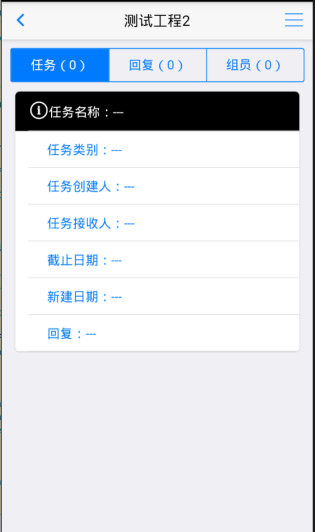 测试工程2
任务（0）
回复（0）
组员（0）
任务名称：---
任务类别：---
任务创建人：---
任务接收人：---
截止日期：---
新建日期：---
回复：---